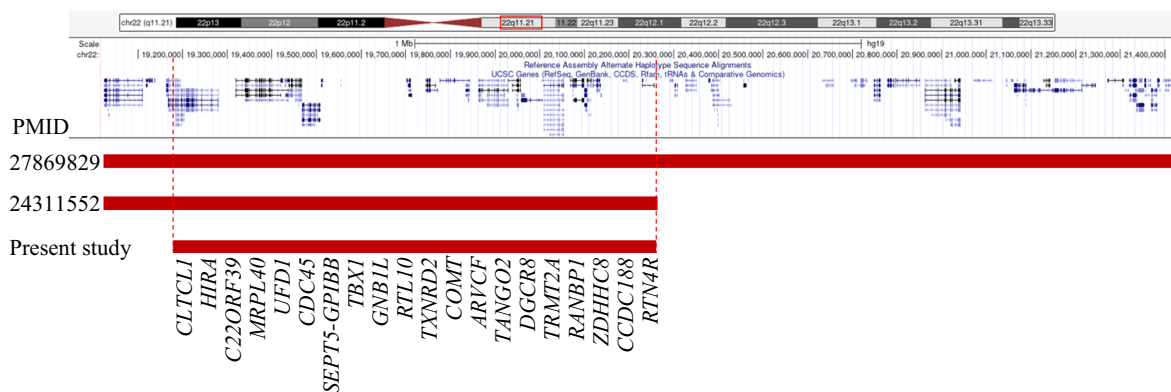 chr22 (q11.21) 22p13 22p12 22p11.2 22q11.21 11.22 22q11.23 22q12.1 22q12.2 22q12.3 22q13.1 22q13.2 22q13.31 22q13.33
Scale 1 Mb hg19
chr22: 19,200,000 19,300,000 19,400,000 19,500,000 19,600,000 19,700,000 19,800,000 19,900,000 20,000,000 20,100,000 20,200,000 20,300,000 20,400,000 20,500,000 20,600,000 20,700,000 20,800,000 20,900,000 21,000,000 21,100,000 21,200,000 21,300,000 21,400,000
Reference Assembly Alternate Haplotype Sequence Alignments
UCSC Genes (RefSeq, GenBank, CCDS, Rfam, tRNAs & Comparative Genomics)
PMID
27869829
24311552
Present study
CLTCL1
HIRA
C22ORF39
MRPL40
UFD1
CDC45
SEPT5-GPIBB
TBX1
GNB1L
RTL10
TXNRD2
COMT
ARVCF
TANGO2
DGCR8
TRMT2A
RANBP1
ZDHHC8
CCDC188
RTN4R